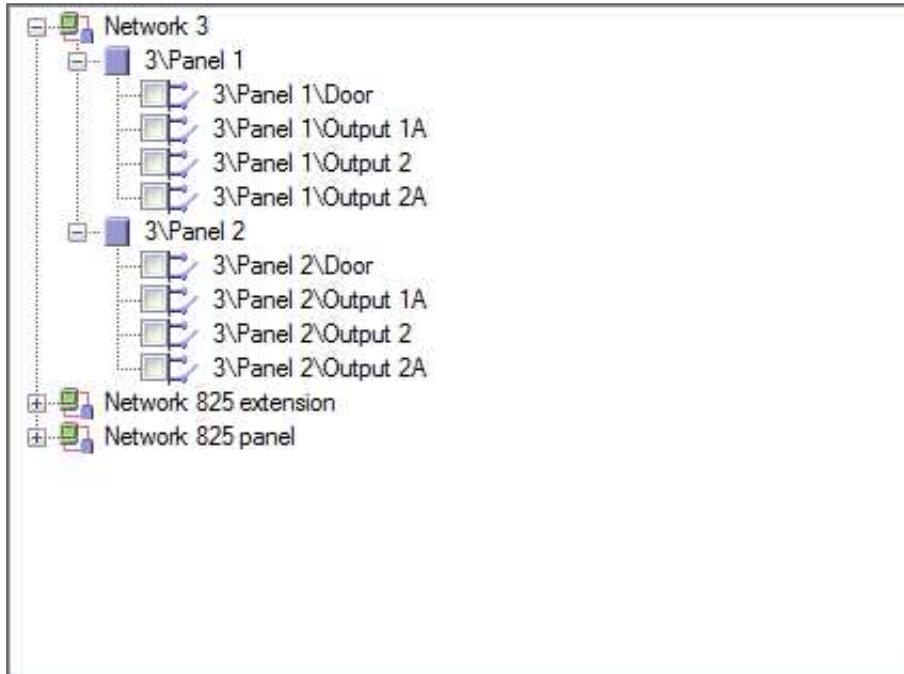 Network 3
3\Panel 1
3\Panel 1\Door
3\Panel 1\Output 1A
3\Panel 1\Output 2
3\Panel 1\Output 2A
3\Panel 2
3\Panel 2\Door
3\Panel 2\Output 1A
3\Panel 2\Output 2
3\Panel 2\Output 2A
Network 825 extension
Network 825 panel